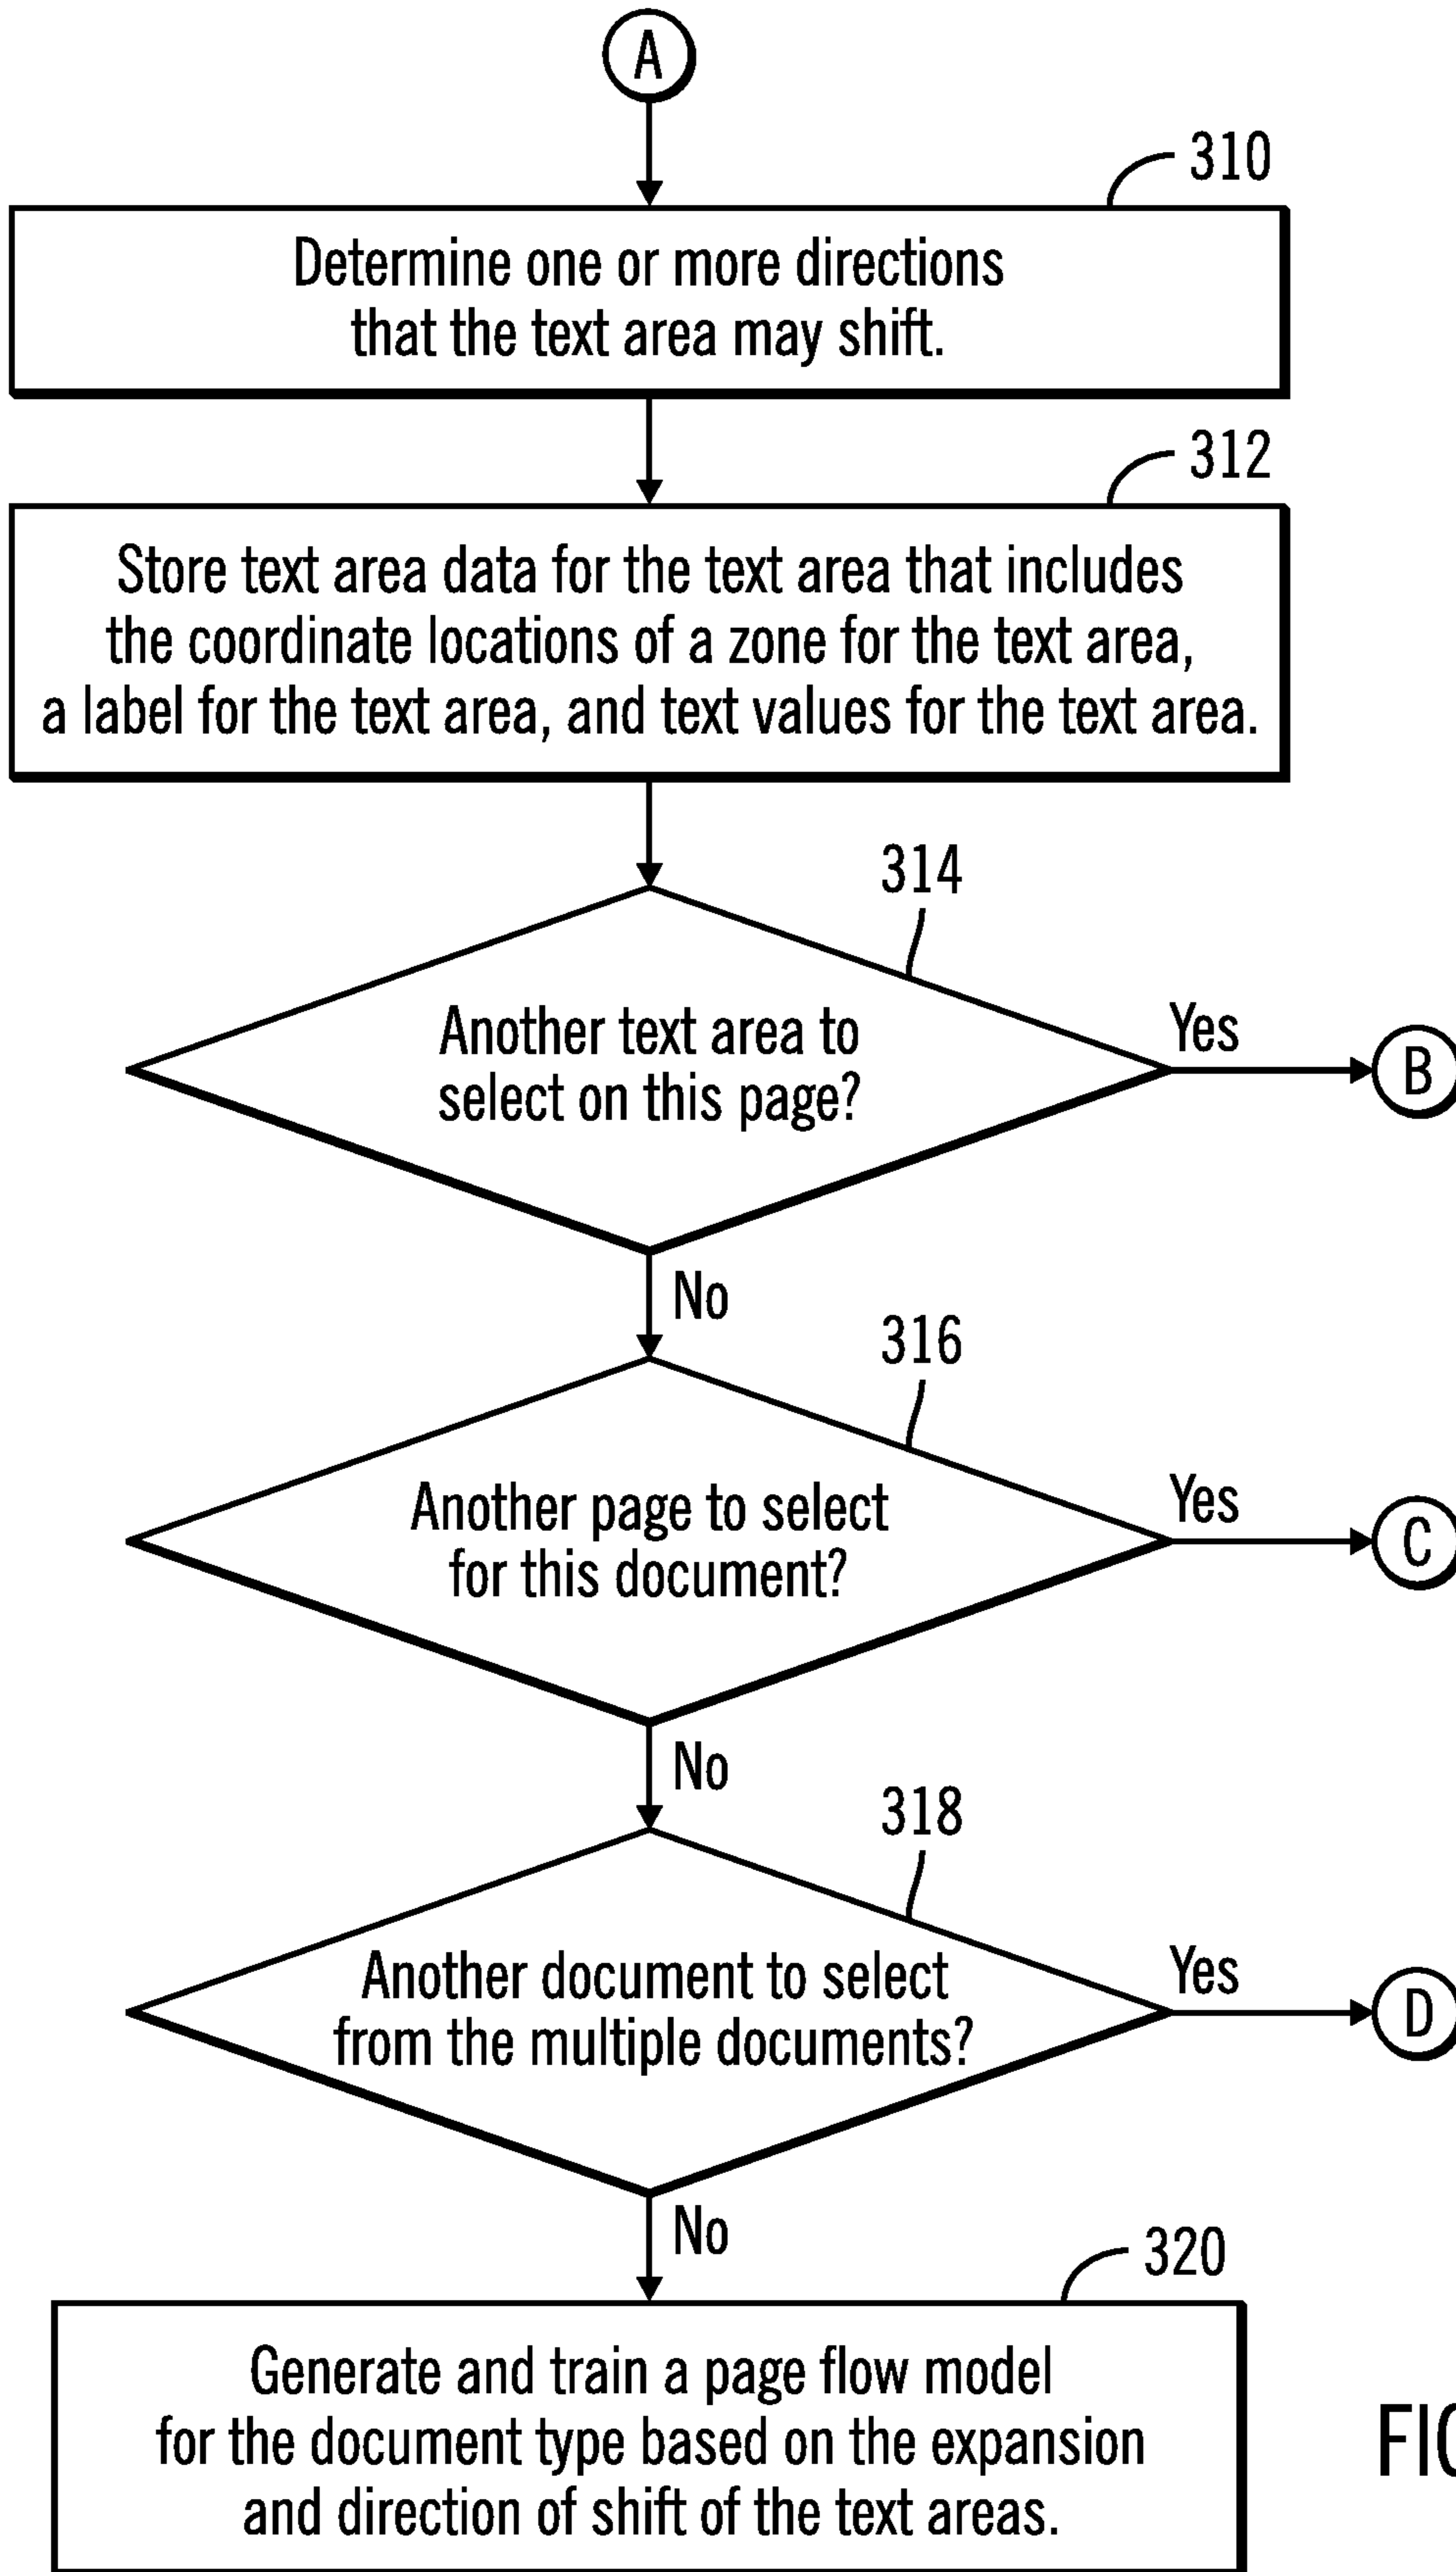 A
310
Determine one or more directions
that the text area may shift.
312
Store text area data for the text area that includes
the coordinate locations of a zone for the text area,
a label for the text area, and text values for the text area.
314
Another text area to
select on this page?
Yes
B
No
316
Another page to select
for this document?
Yes
C
No
318
Another document to select
from the multiple documents?
Yes
D
No
320
Generate and train a page flow model
for the document type based on the expansion
and direction of shift of the text areas.